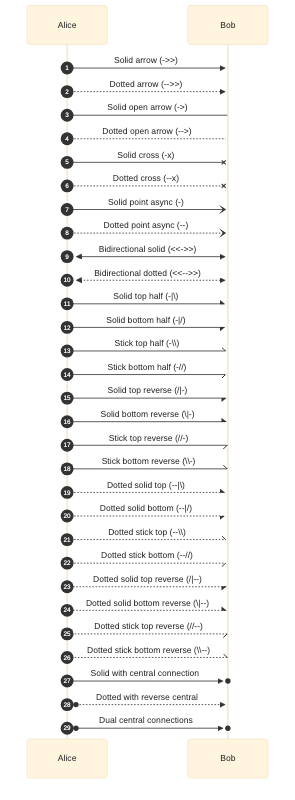 Alice Bob
1 Solid arrow (->>)
2 Dotted arrow (-->>)
3 Solid open arrow (->)
4 Dotted open arrow (-->)
5 Solid cross (-x)
6 Dotted cross (--x)
7 Solid point async (-)
8 Dotted point async (--)
9 Bidirectional solid (<<->>)
10 Bidirectional dotted (<<-->>)
11 Solid top half (-|\)
12 Solid bottom half (-|/)
13 Stick top half (-\\)
14 Stick bottom half (-//)
15 Solid top reverse (/|-)
16 Solid bottom reverse (\|-)
17 Stick top reverse (//-)
18 Stick bottom reverse (\\-)
19 Dotted solid top (--|\)
20 Dotted solid bottom (--|/)
21 Dotted stick top (--\\)
22 Dotted stick bottom (--//)
23 Dotted solid top reverse (/|--)
24 Dotted solid bottom reverse (\|--)
25 Dotted stick top reverse (//--)
26 Dotted stick bottom reverse (\\--)
27 Solid with central connection
28 Dotted with reverse central
29 Dual central connections
Alice Bob